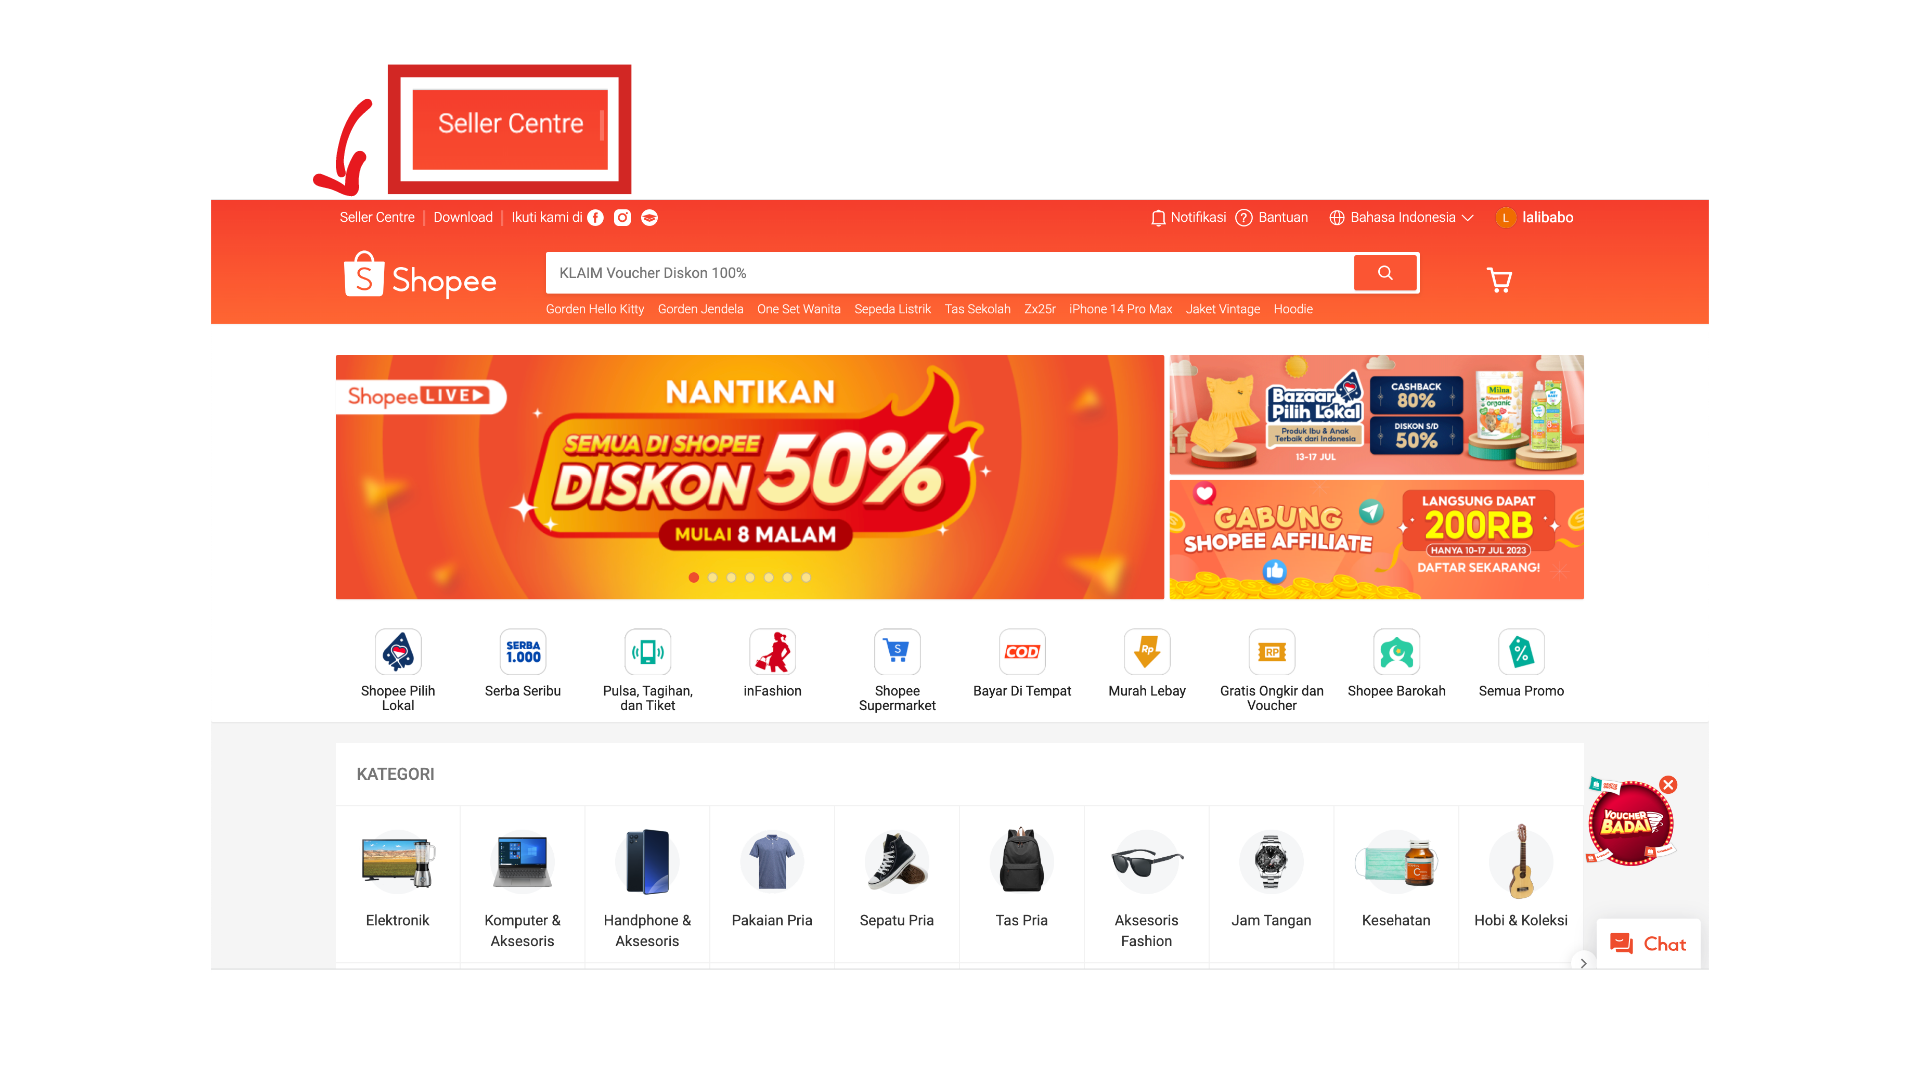 Seller Centre
Seller Centre | Download | Ikuti kami di
Notifikasi Bantuan Bahasa Indonesia L lalibabo
S Shopee
KLAIM Voucher Diskon 100%
Gorden Hello Kitty Gorden Jendela One Set Wanita Sepeda Listrik Tas Sekolah Zx25r iPhone 14 Pro Max Jaket Vintage Hoodie
Shopee LIVE
NANTIKAN
SEMUA DI SHOPEE
DISKON 50%
MULAI 8 MALAM
Bazaar
Pilih Lokal
Produk Ibu & Anak
Terbaik dari Indonesia
13-17 JUL
CASHBACK
80%
DISKON S/D
50%
Milna
organic
GABUNG
SHOPEE AFFILIATE
LANGSUNG DAPAT
200RB
HANYA 10-17 JUL 2023
DAFTAR SEKARANG!
SERBA
1.000
S
COD
Rp
RP
Shopee Pilih
Lokal
Serba Seribu
Pulsa, Tagihan,
dan Tiket
inFashion
Shopee
Supermarket
Bayar Di Tempat
Murah Lebay
Gratis Ongkir dan
Voucher
Shopee Barokah
Semua Promo
KATEGORI
Elektronik
Komputer &
Aksesoris
Handphone &
Aksesoris
Pakaian Pria
Sepatu Pria
Tas Pria
Aksesoris
Fashion
Jam Tangan
Kesehatan
Hobi & Koleksi
VOUCHER
BADAI
Chat